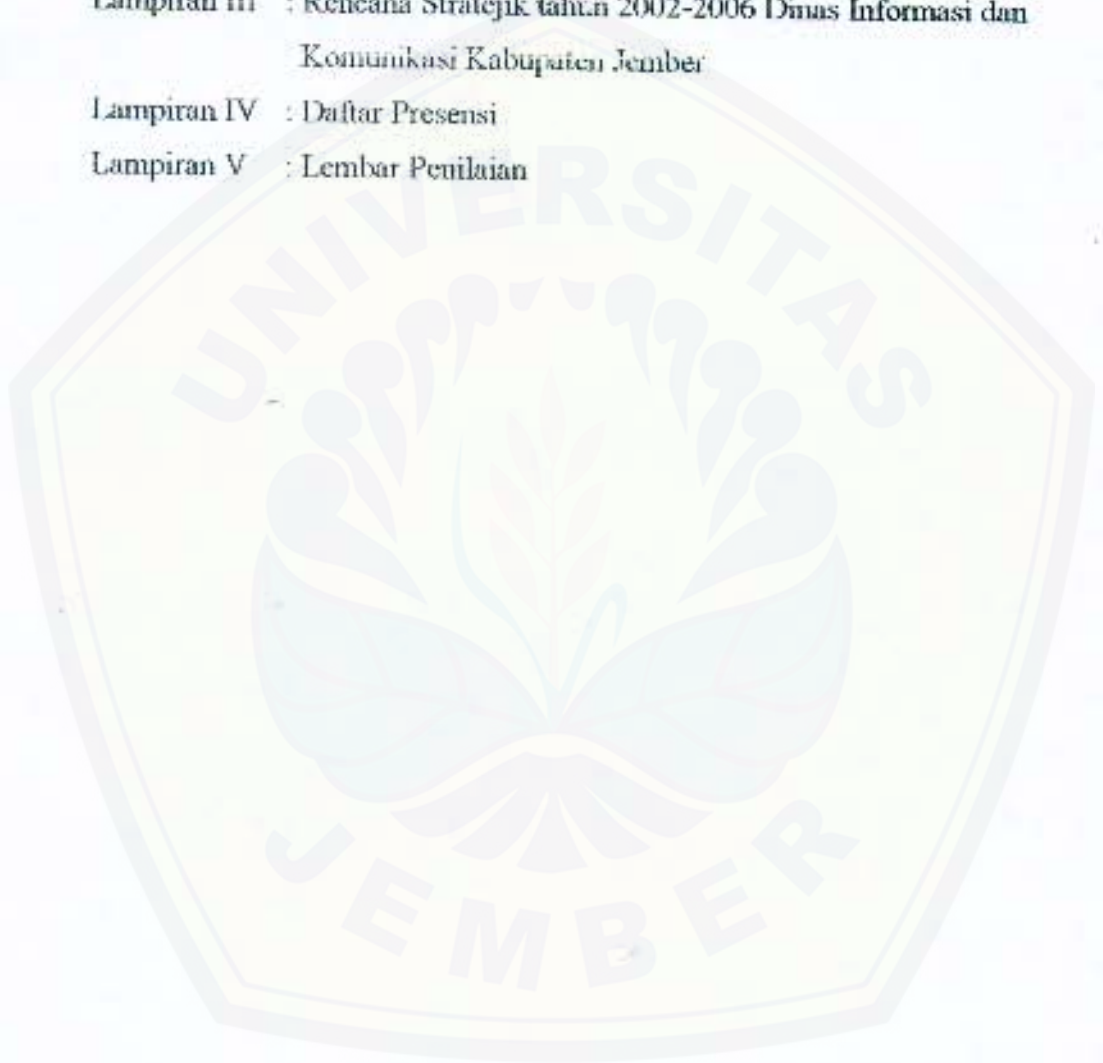 Lampiran III : Rencana Stratejik tahun 2002-2006 Dinas Informasi dan
Komunikasi Kabupaten Jember
Lampiran IV : Daftar Presensi
Lampiran V : Lembar Penilaian
UNIVERSITAS
JEMBER